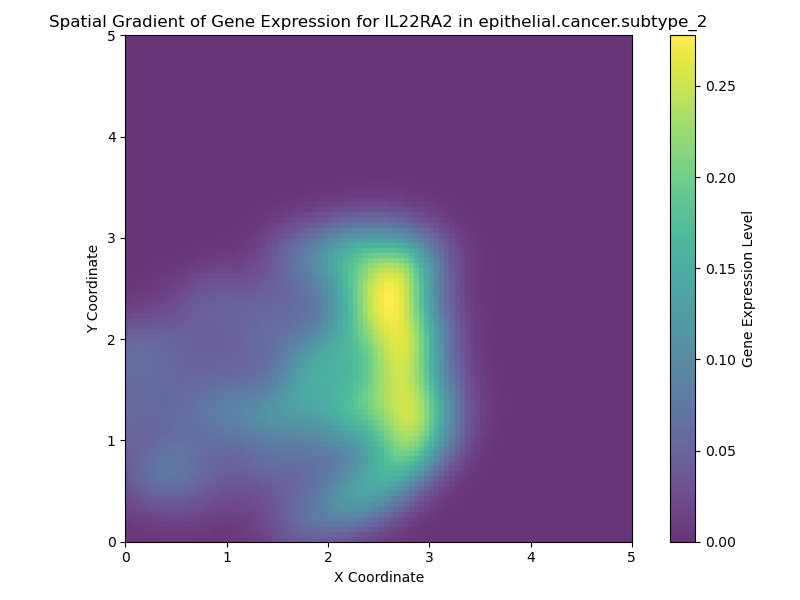 Spatial Gradient of Gene Expression for IL22RA2 in epithelial.cancer.subtype_2
5
4
3
2
1
0
Y Coordinate
0 1 2 3 4 5
X Coordinate
0.25
0.20
0.15
0.10
0.05
0.00
Gene Expression Level